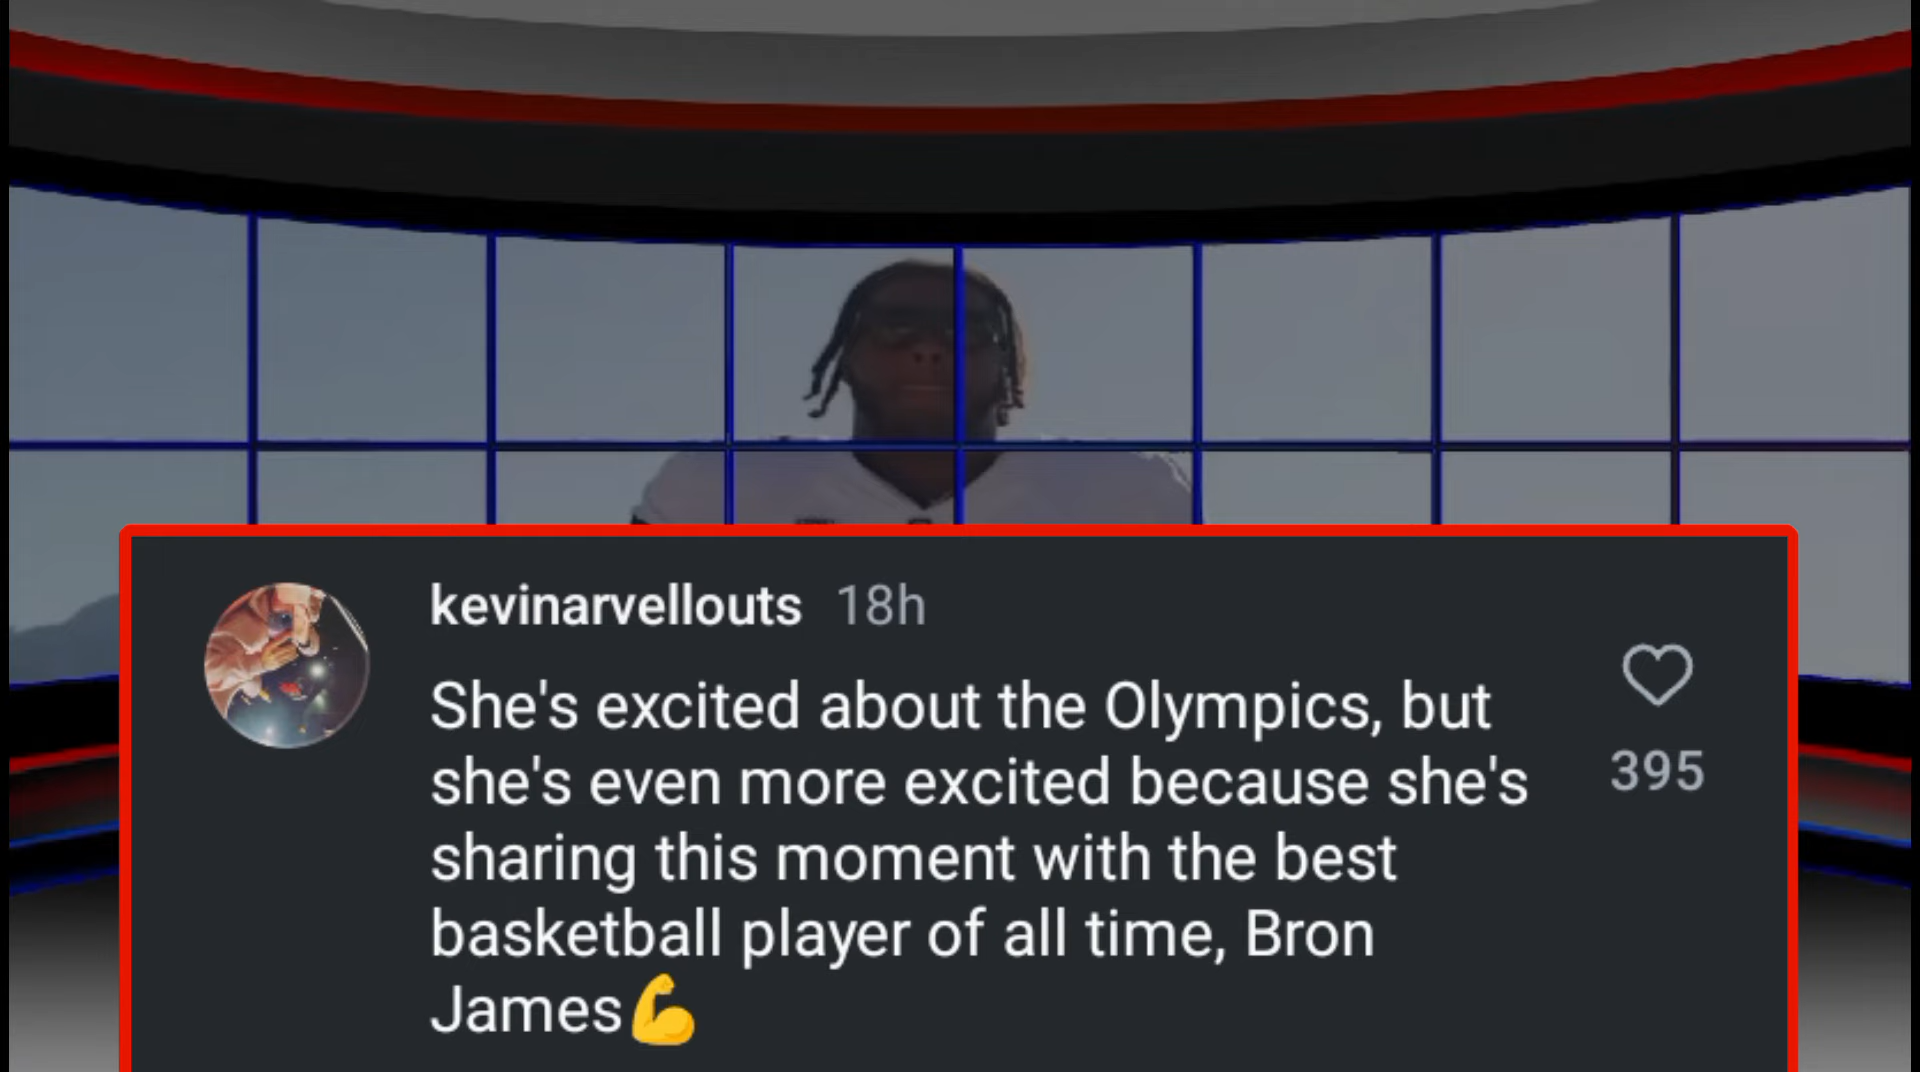 kevinarvellouts 18h
She's excited about the Olympics, but
she's even more excited because she's
sharing this moment with the best
basketball player of all time, Bron
James💪
395